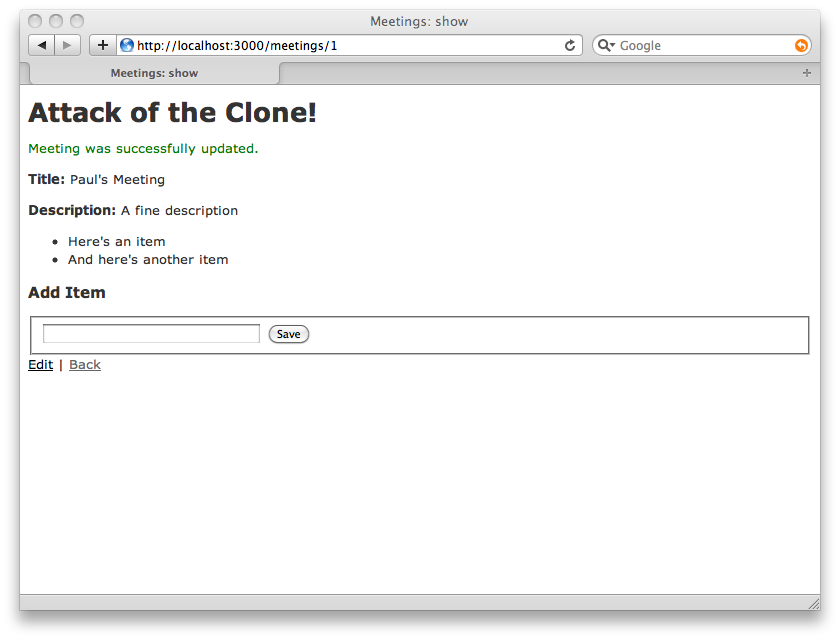 Meetings: show
http://localhost:3000/meetings/1
Google
Meetings: show
Attack of the Clone!
Meeting was successfully updated.
Title: Paul's Meeting
Description: A fine description
Here's an item
And here's another item
Add Item
Save
Edit | Back